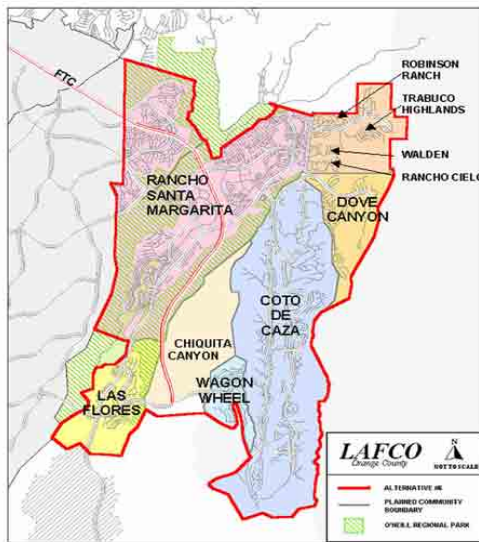 FTC
ROBINSON
RANCH
TRABUCO
HIGHLANDS
WALDEN
RANCHO CIELO
RANCHO
SANTA
MARGARITA
DOVE
CANYON
COTO
DE
CAZA
CHIQUITA
CANYON
WAGON
WHEEL
LAS
FLORES
LAFCO
Orange County
N
NOT TO SCALE
ALTERNATIVE #6
PLANNED COMMUNITY
BOUNDARY
O'NEILL REGIONAL PARK